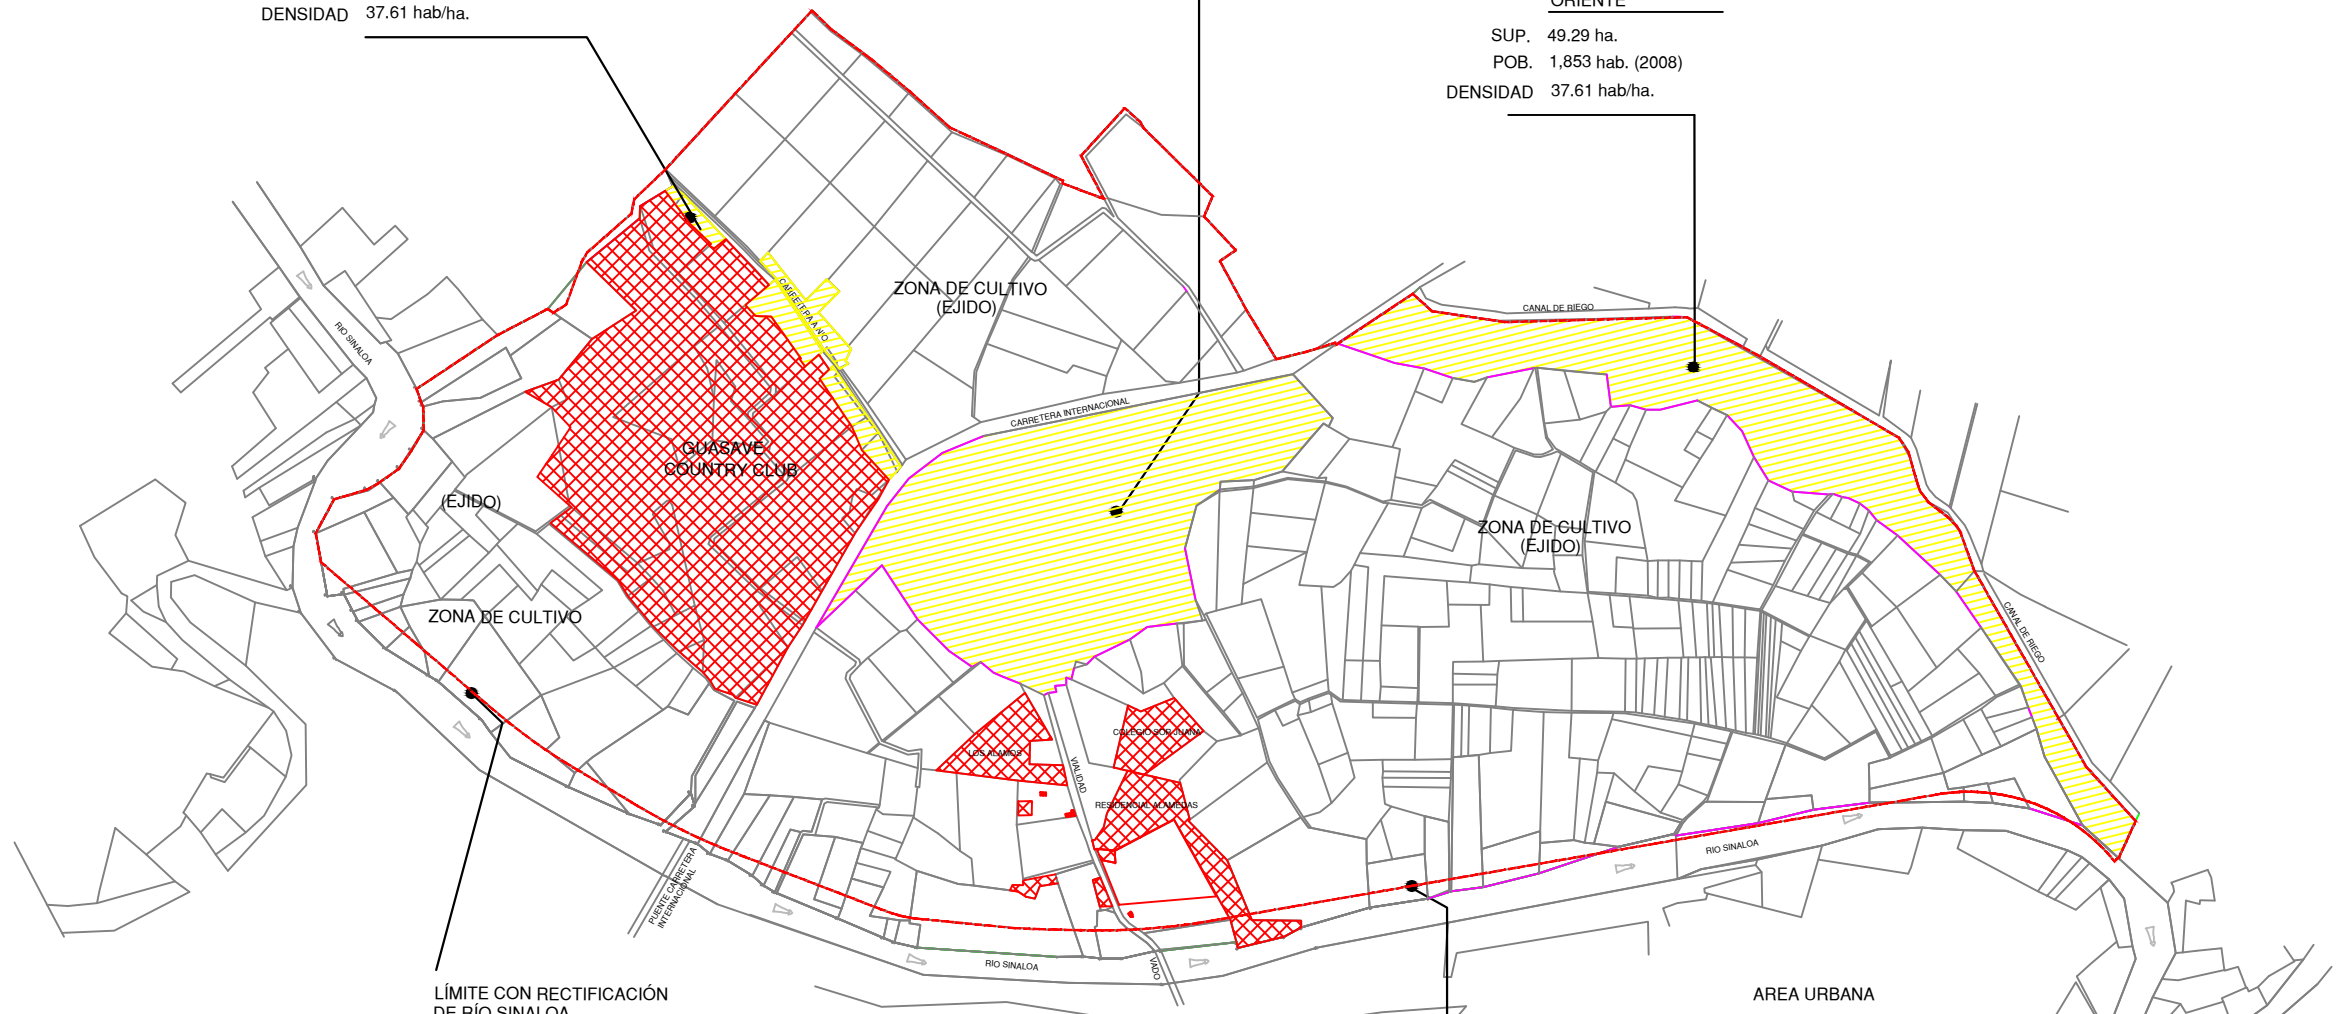 DENSIDAD 37.61 hab/ha.
ORIENTE
SUP. 49.29 ha.
POB. 1,853 hab. (2008)
DENSIDAD 37.61 hab/ha.
CANAL DE RIEGO
ZONA DE CULTIVO
(EJIDO)
RIO SINALOA
CARRETERA A NIO
CARRETERA INTERNACIONAL
GUASAVE
COUNTRY CLUB
(EJIDO)
ZONA DE CULTIVO
(EJIDO)
ZONA DE CULTIVO
CANAL DE RIEGO
LOS ALAMOS
COLEGIO SOR JUANA
VIALIDAD
RESIDENCIAL ALAMEDAS
PUENTE CARRETERA
INTERNACIONAL
RIO SINALOA
RIO SINALOA
VADO
LÍMITE CON RECTIFICACIÓN
DE RÍO SINALOA
AREA URBANA